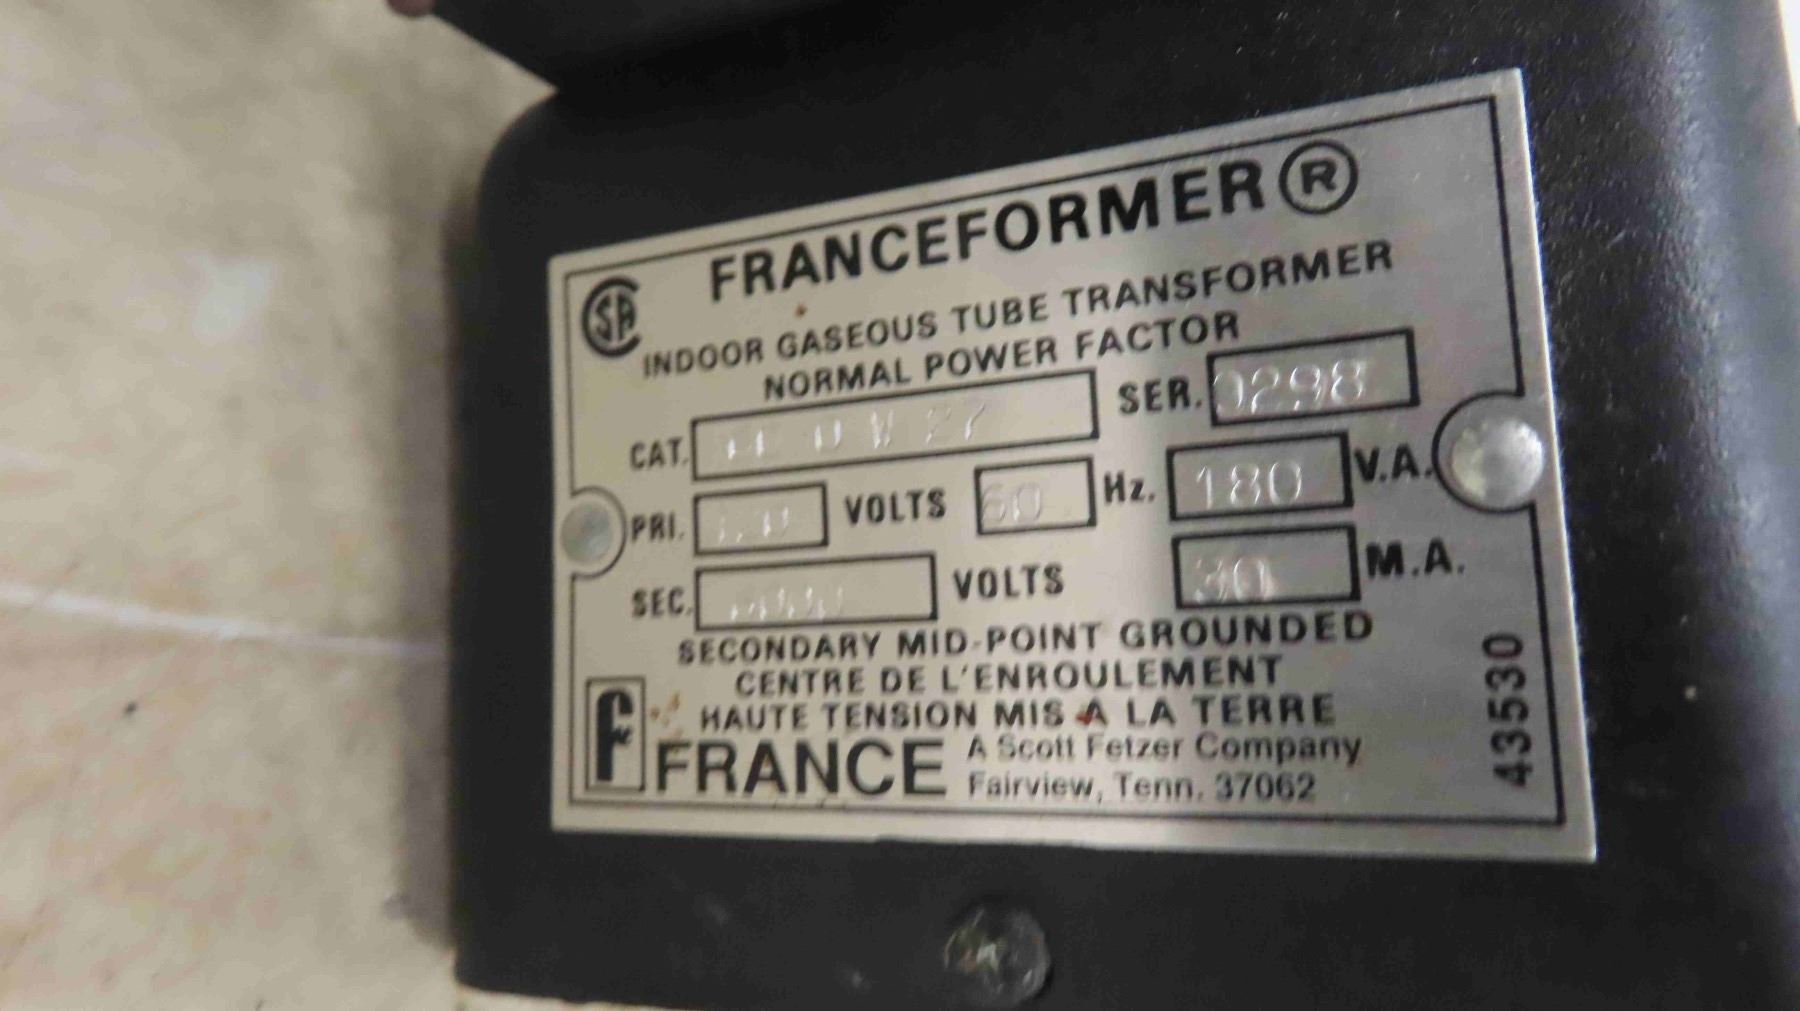 FRANCEFORMER®
INDOOR GASEOUS TUBE TRANSFORMER
NORMAL POWER FACTOR
CAT. SER. 0298
PRI. VOLTS 60 Hz. 180 V.A.
SEC. VOLTS 30 M.A.
SECONDARY MID-POINT GROUNDED
CENTRE DE L'ENROULEMENT
HAUTE TENSION MIS A LA TERRE
FRANCE A Scott Fetzer Company
Fairview, Tenn. 37062
43530